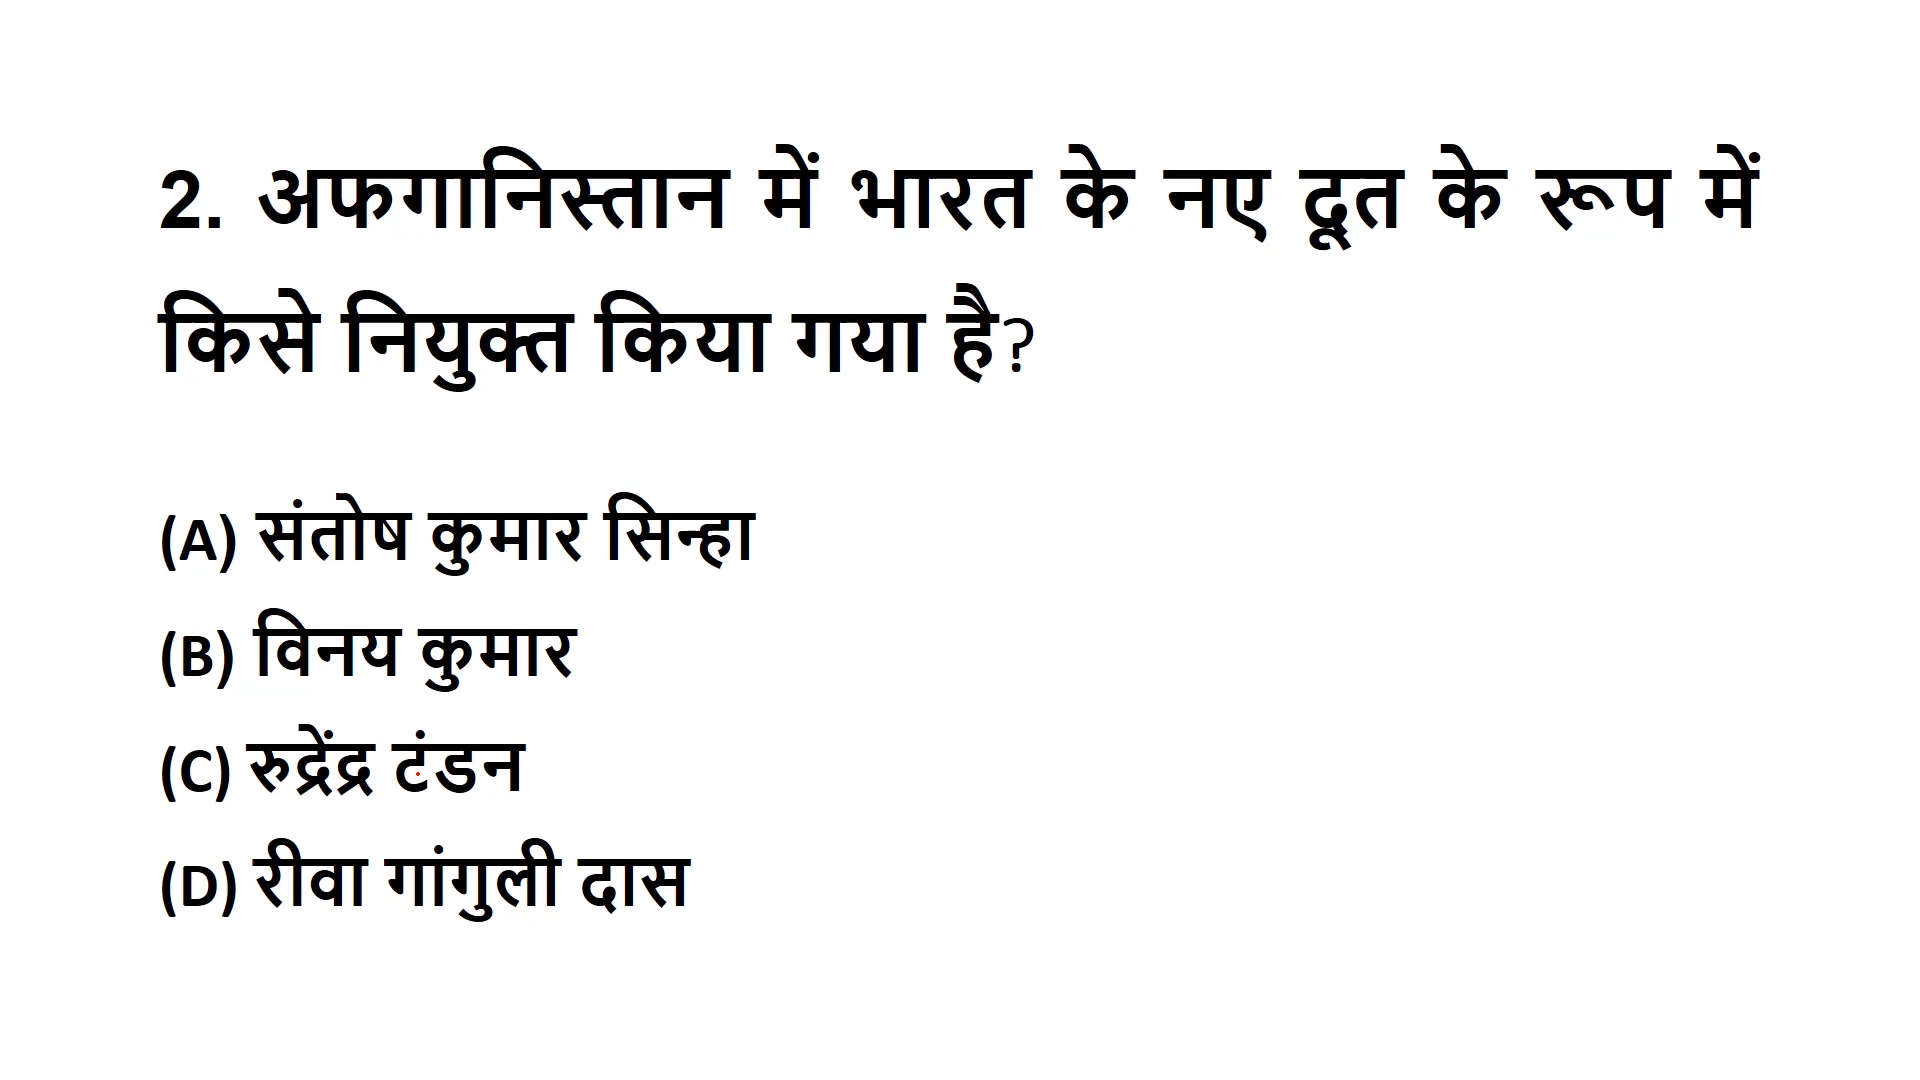 2. अफगानिस्तान में भारत के नए दूत के रूप में
किसे नियुक्त किया गया है?
(A) संतोष कुमार सिन्हा
(B) विनय कुमार
(C) रुद्रेंद्र टंडन
(D) रीवा गांगुली दास